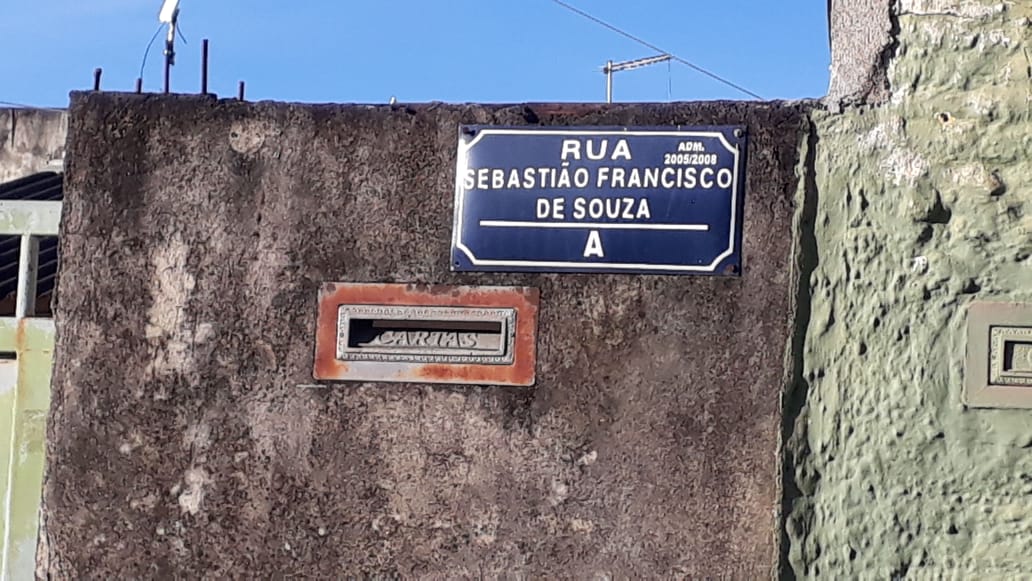 RUA
ADM.
2005/2008
SEBASTIÃO FRANCISCO
DE SOUZA
A
CARTAS